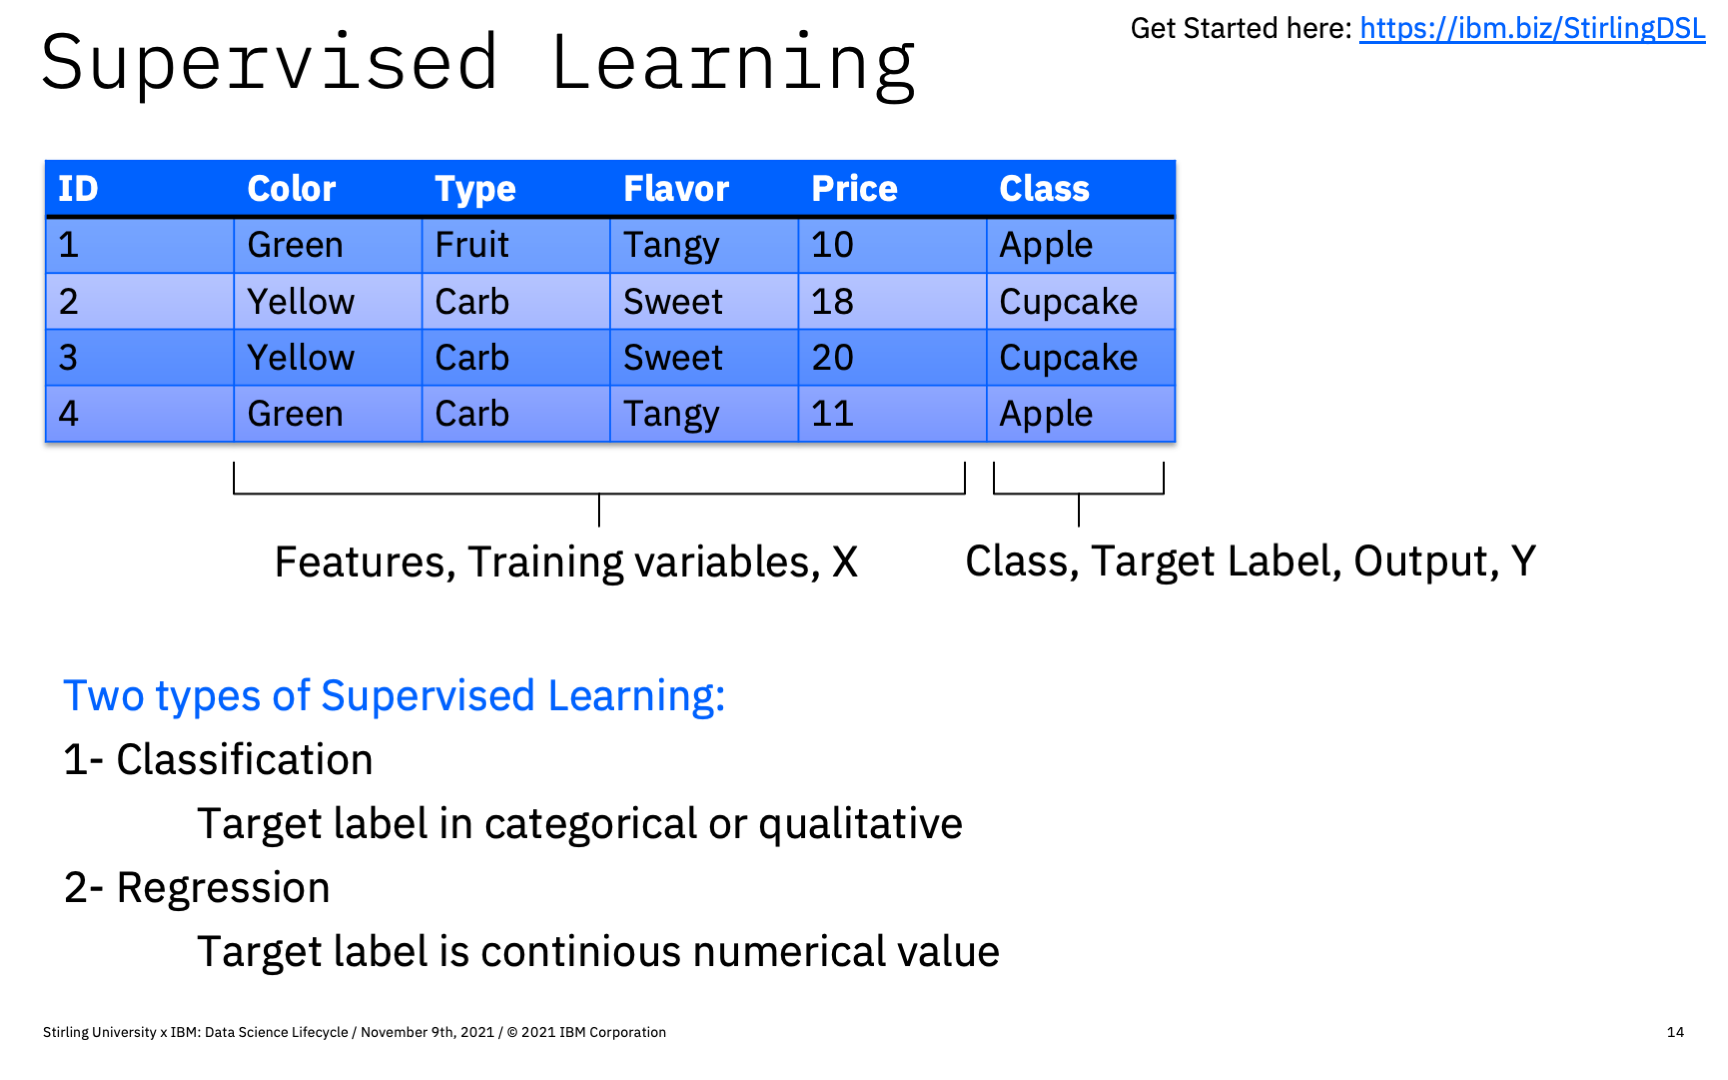 Supervised Learning
Get Started here: https://ibm.biz/StirlingDSL
ID Color Type Flavor Price Class
1 Green Fruit Tangy 10 Apple
2 Yellow Carb Sweet 18 Cupcake
3 Yellow Carb Sweet 20 Cupcake
4 Green Carb Tangy 11 Apple
Features, Training variables, X
Class, Target Label, Output, Y
Two types of Supervised Learning:
1- Classification
Target label in categorical or qualitative
2- Regression
Target label is continious numerical value
Stirling University x IBM: Data Science Lifecycle / November 9th, 2021 / © 2021 IBM Corporation
14